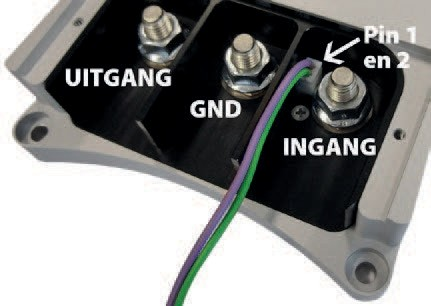 Pin 1
en 2
UITGANG
GND
INGANG